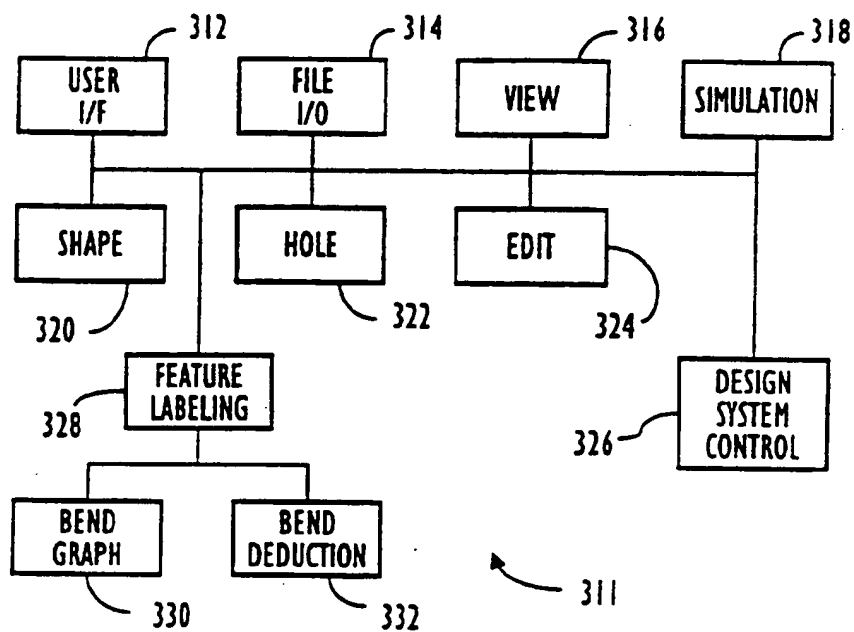 312
314
316
318
USER
I/F
FILE
I/O
VIEW
SIMULATION
SHAPE
HOLE
EDIT
320
322
324
FEATURE
LABELING
328
DESIGN
SYSTEM
CONTROL
326
BEND
GRAPH
BEND
DEDUCTION
330
332
311